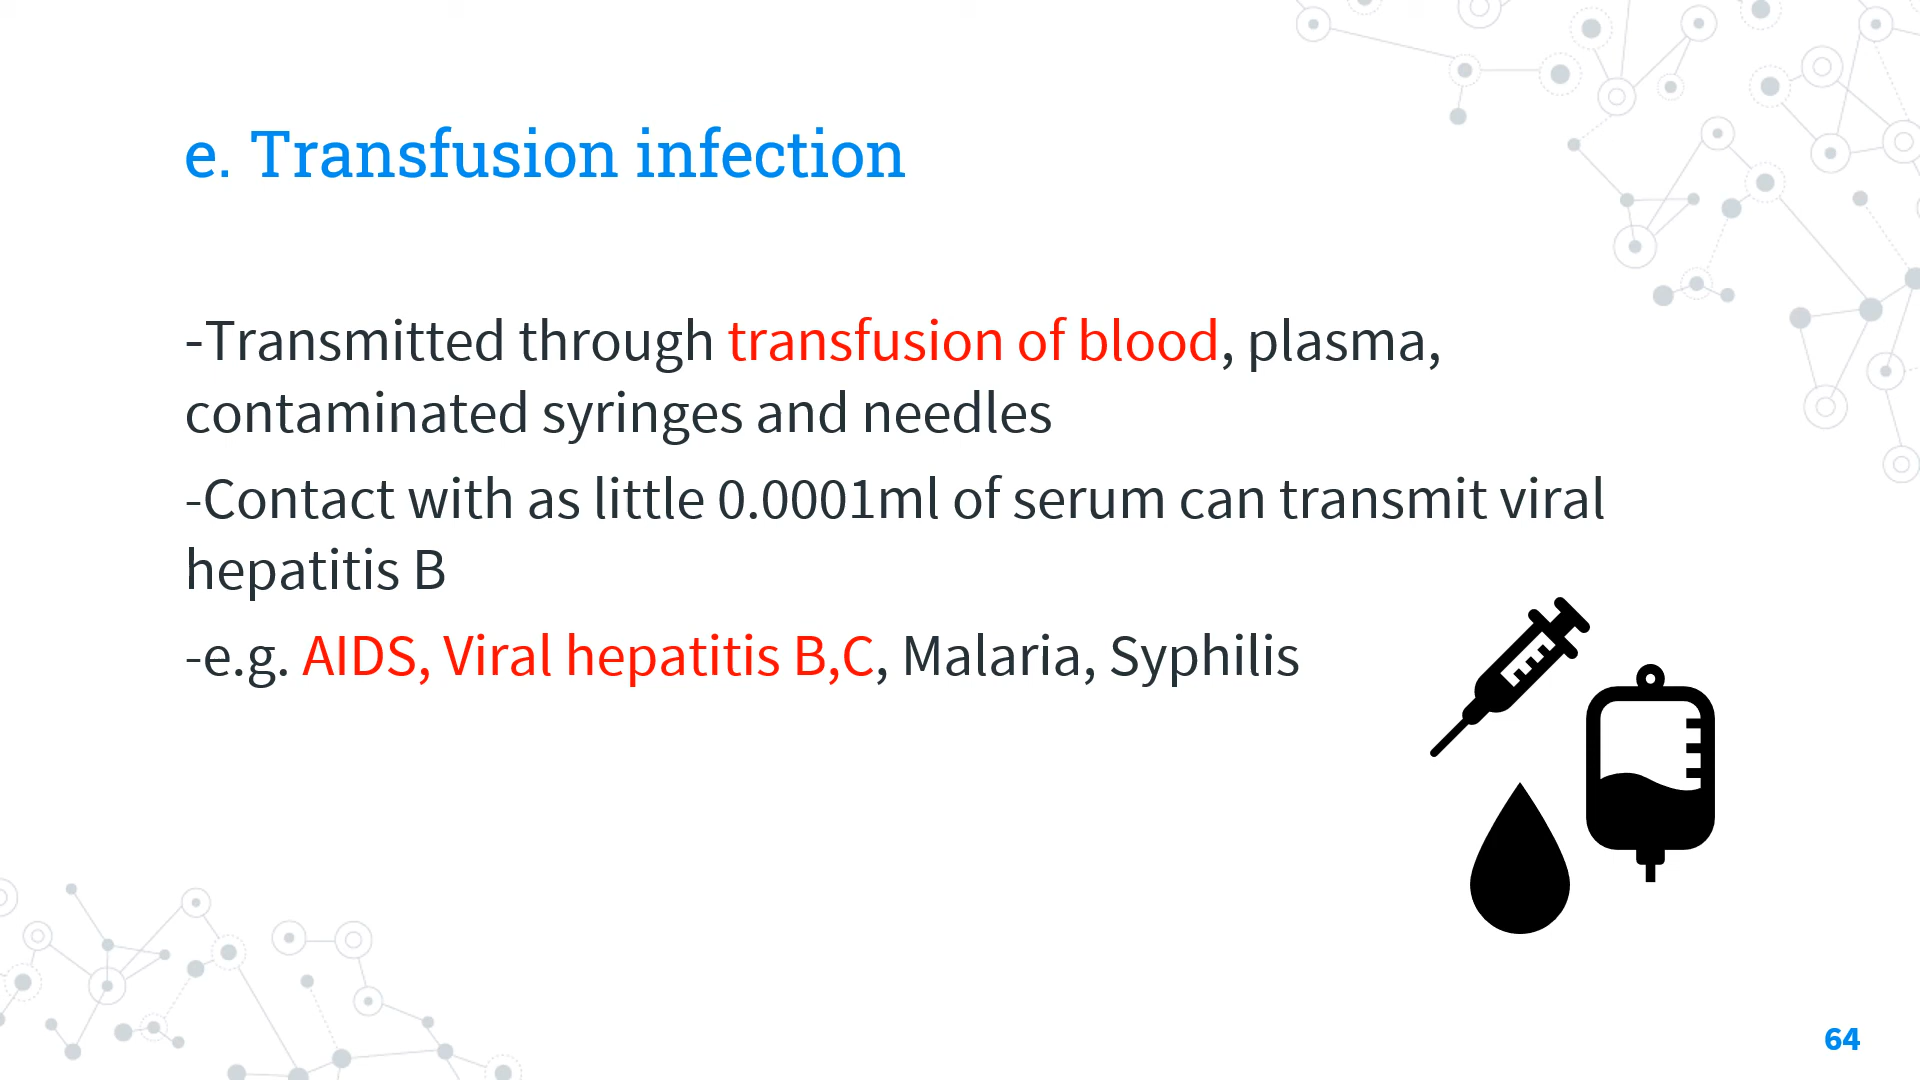 e. Transfusion infection
-Transmitted through transfusion of blood, plasma,
contaminated syringes and needles
-Contact with as little 0.0001ml of serum can transmit viral
hepatitis B
-e.g. AIDS, Viral hepatitis B,C, Malaria, Syphilis
64